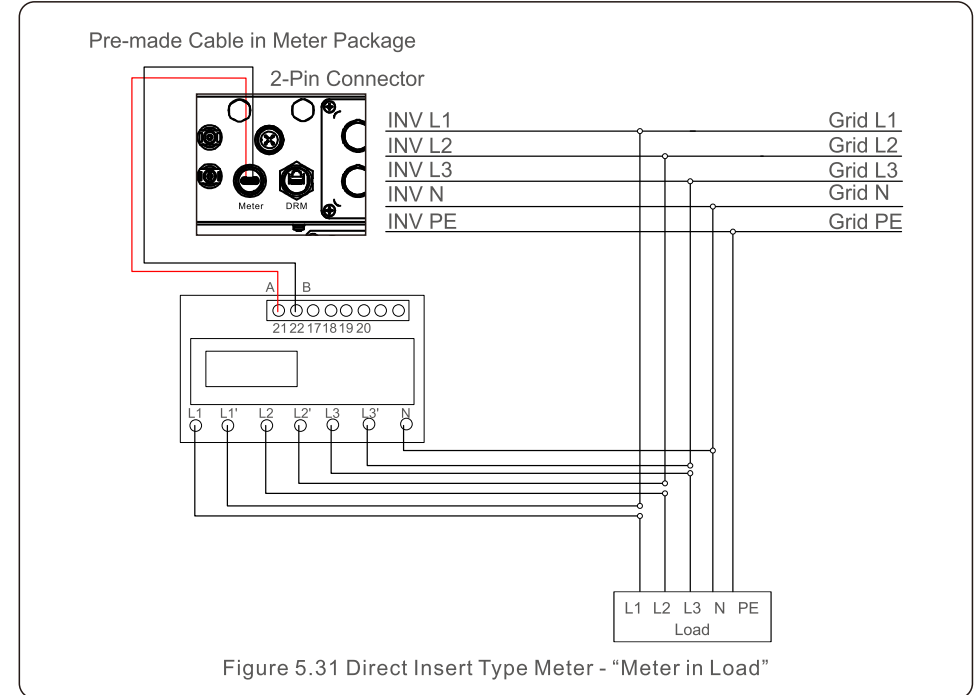 Pre-made Cable in Meter Package
2-Pin Connector
Meter DRM
INV L1 Grid L1
INV L2 Grid L2
INV L3 Grid L3
INV N Grid N
INV PE Grid PE
A B
21 22 17 18 19 20
L1 L1' L2 L2' L3 L3' N
L1 L2 L3 N PE
Load
Figure 5.31 Direct Insert Type Meter - “Meter in Load”